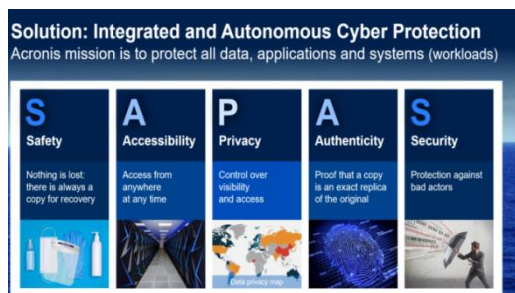 Solution: Integrated and Autonomous Cyber Protection
Acronis mission is to protect all data, applications and systems (workloads)
S
Safety
Nothing is lost:
there is always a
copy for recovery
A
Accessibility
Access from
anywhere
at any time
P
Privacy
Control over
visibility
and access
Data privacy map
A
Authenticity
Proof that a copy
is an exact replica
of the original
S
Security
Protection against
bad actors